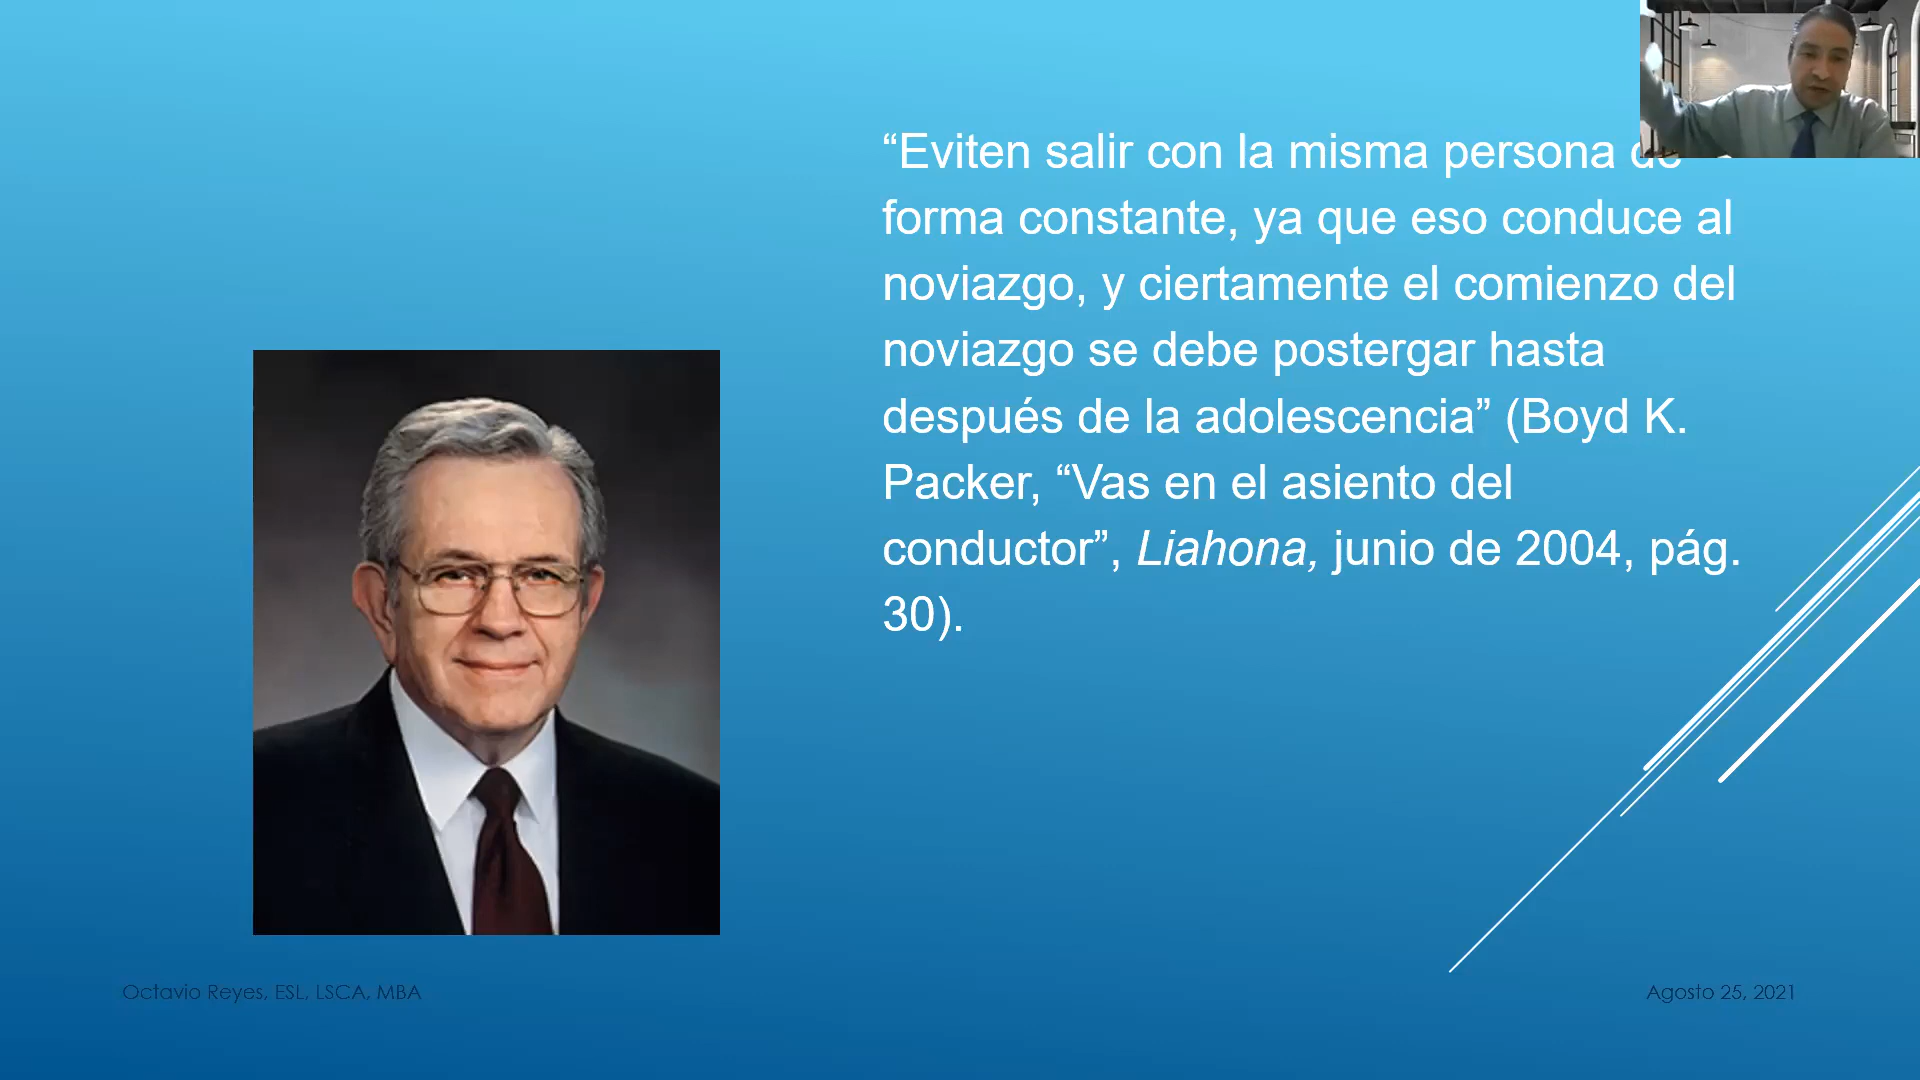 “Eviten salir con la misma persona de
forma constante, ya que eso conduce al
noviazgo, y ciertamente el comienzo del
noviazgo se debe postergar hasta
después de la adolescencia” (Boyd K.
Packer, “Vas en el asiento del
conductor”, Liahona, junio de 2004, pág.
30).
Octavio Reyes, ESL, LSCA, MBA
Agosto 25, 2021